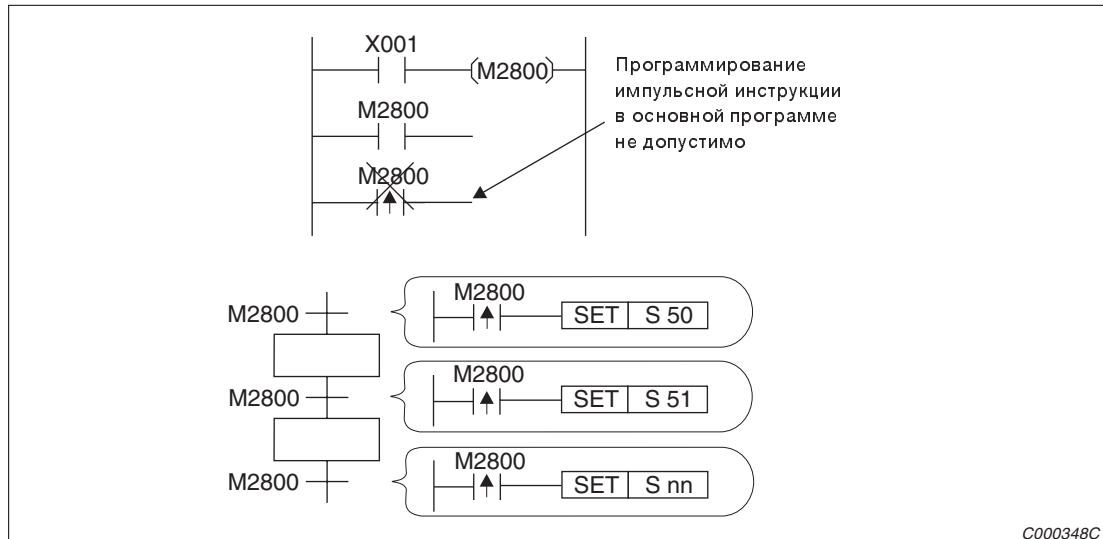 X001
(M2800)
Программирование
импульсной инструкции
в основной программе
не допустимо
M2800
M2800
M2800
M2800
SET S 50
M2800
M2800
SET S 51
M2800
M2800
SET S nn
C000348C